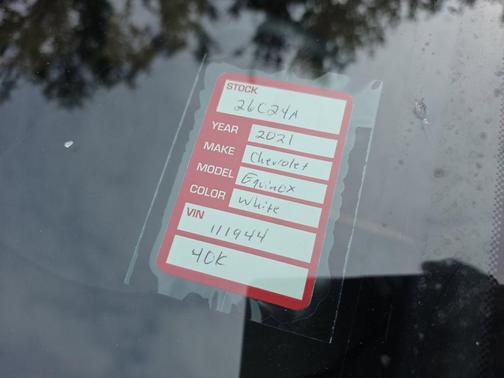 STOCK
26C24A
YEAR 2021
MAKE Chevrolet
MODEL Equinox
COLOR White
VIN
111944
40K